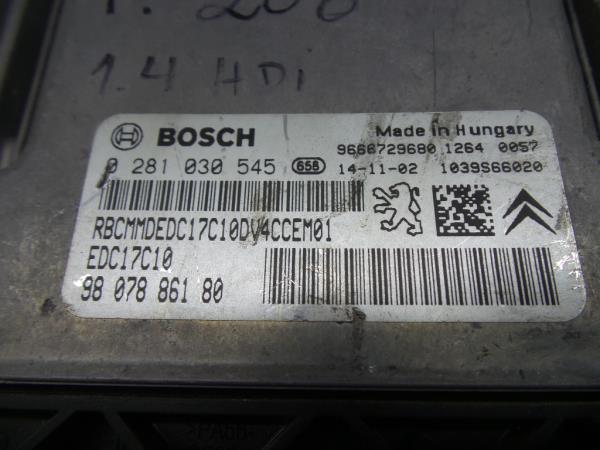 P. 208
1.4 HDi
BOSCH
Made in Hungary
0 281 030 545 656
9666729680 1264 0057
14-11-02 1039S66020
RBCMMDEDC17C10DV4CCEM01
EDC17C10
98 078 861 80